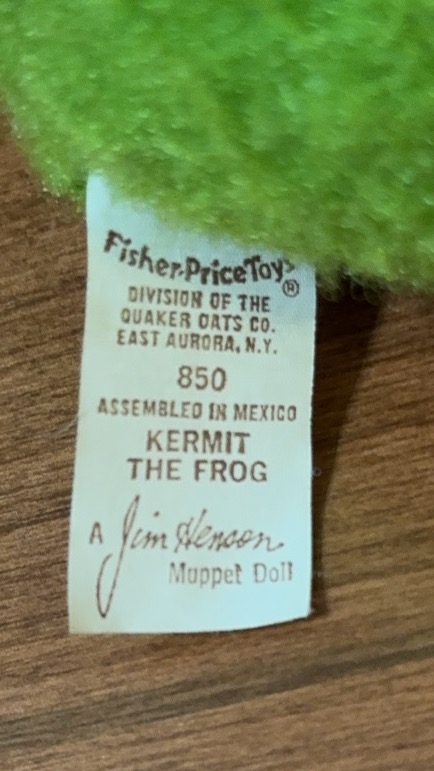 Fisher-Price Toys®
DIVISION OF THE
QUAKER OATS CO.
EAST AURORA, N.Y.
850
ASSEMBLED IN MEXICO
KERMIT
THE FROG
A Jim Henson
Muppet Doll